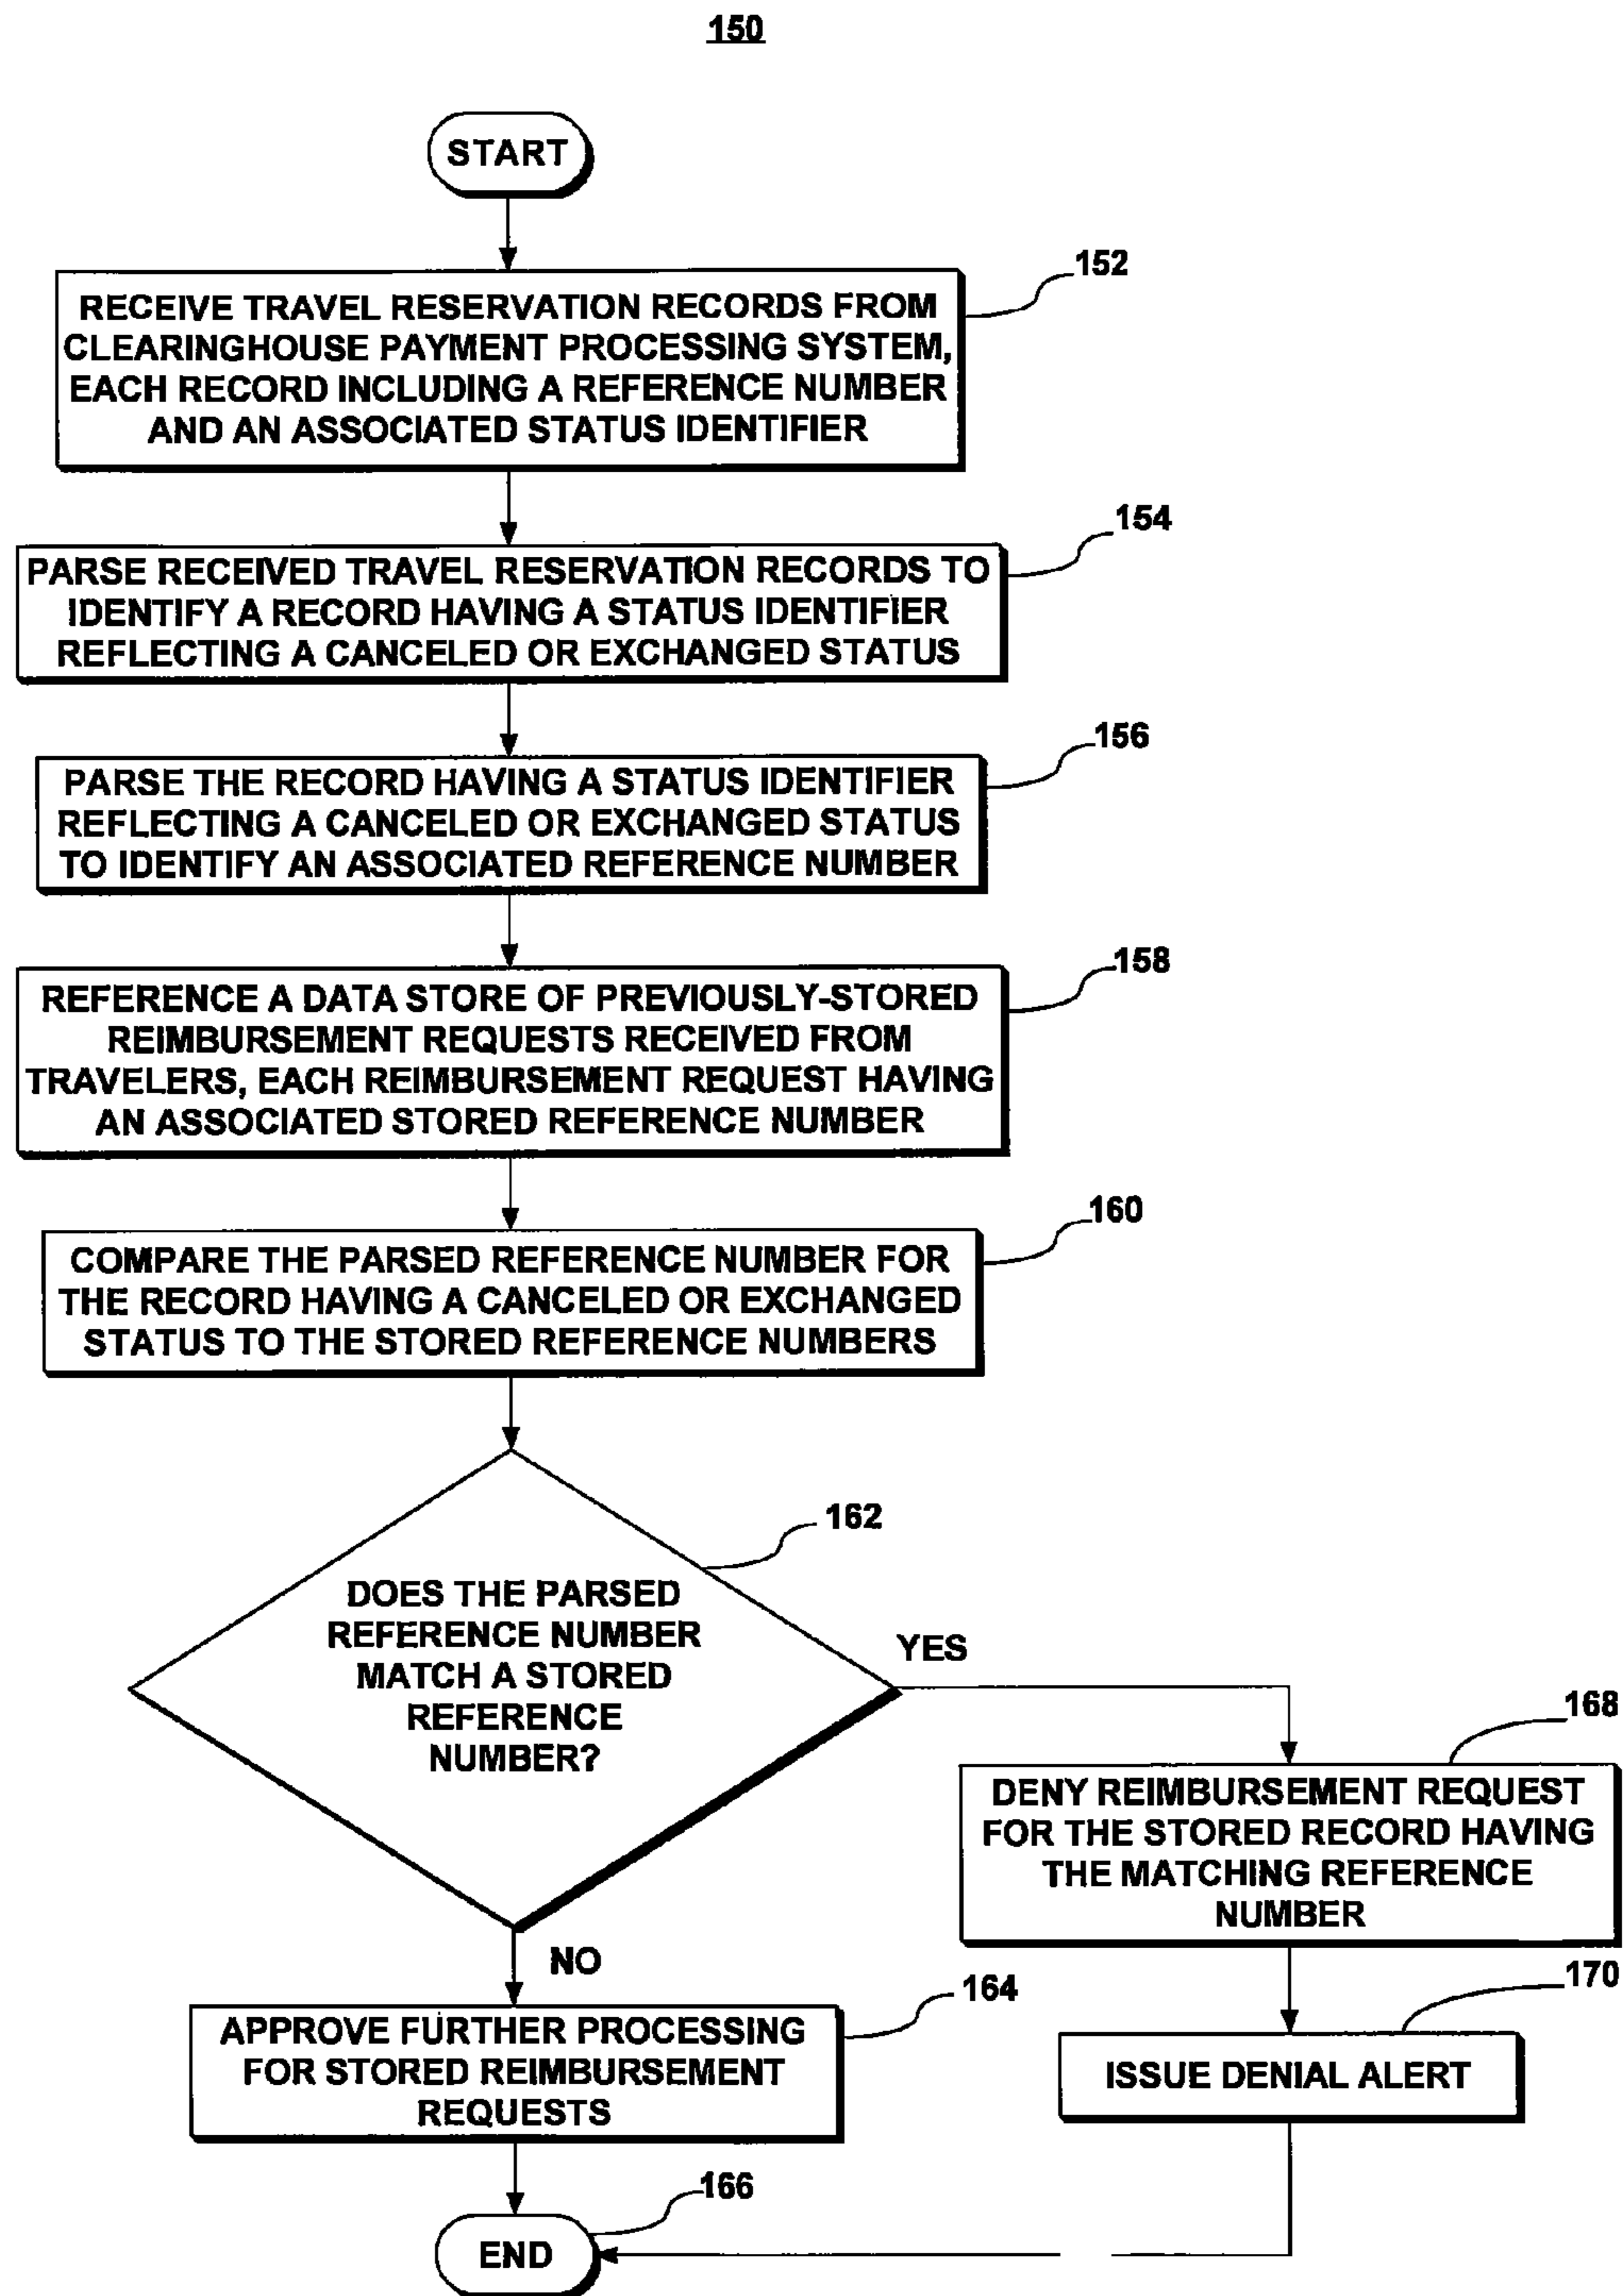 150
START
152
RECEIVE TRAVEL RESERVATION RECORDS FROM
CLEARINGHOUSE PAYMENT PROCESSING SYSTEM,
EACH RECORD INCLUDING A REFERENCE NUMBER
AND AN ASSOCIATED STATUS IDENTIFIER
154
PARSE RECEIVED TRAVEL RESERVATION RECORDS TO
IDENTIFY A RECORD HAVING A STATUS IDENTIFIER
REFLECTING A CANCELED OR EXCHANGED STATUS
156
PARSE THE RECORD HAVING A STATUS IDENTIFIER
REFLECTING A CANCELED OR EXCHANGED STATUS
TO IDENTIFY AN ASSOCIATED REFERENCE NUMBER
158
REFERENCE A DATA STORE OF PREVIOUSLY-STORED
REIMBURSEMENT REQUESTS RECEIVED FROM
TRAVELERS, EACH REIMBURSEMENT REQUEST HAVING
AN ASSOCIATED STORED REFERENCE NUMBER
160
COMPARE THE PARSED REFERENCE NUMBER FOR
THE RECORD HAVING A CANCELED OR EXCHANGED
STATUS TO THE STORED REFERENCE NUMBERS
162
DOES THE PARSED
REFERENCE NUMBER
MATCH A STORED
REFERENCE
NUMBER?
YES
168
DENY REIMBURSEMENT REQUEST
FOR THE STORED RECORD HAVING
THE MATCHING REFERENCE
NUMBER
NO
164
APPROVE FURTHER PROCESSING
FOR STORED REIMBURSEMENT
REQUESTS
170
ISSUE DENIAL ALERT
166
END